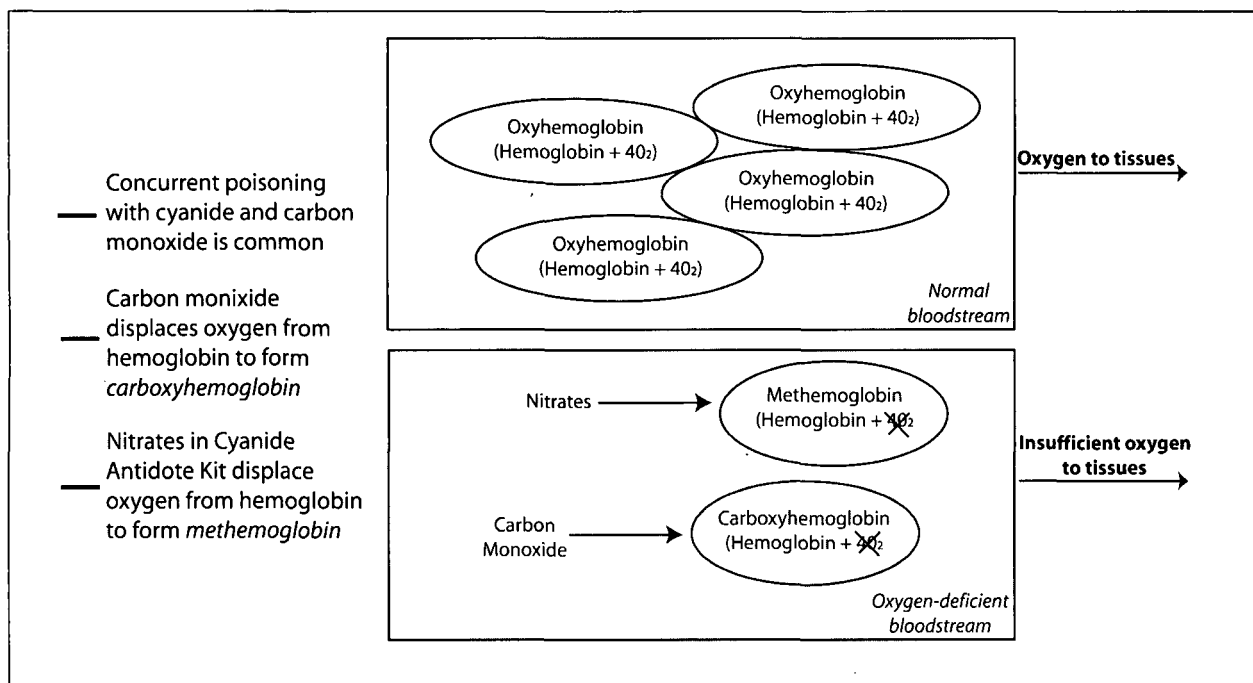 Concurrent poisoning
with cyanide and carbon
monoxide is common
Carbon monixide
displaces oxygen from
hemoglobin to form
carboxyhemoglobin
Nitrates in Cyanide
Antidote Kit displace
oxygen from hemoglobin
to form methemoglobin
Oxyhemoglobin
(Hemoglobin + 4O₂)
Oxyhemoglobin
(Hemoglobin + 4O₂)
Oxyhemoglobin
(Hemoglobin + 4O₂)
Oxyhemoglobin
(Hemoglobin + 4O₂)
Normal
bloodstream
Oxygen to tissues
Nitrates
Methemoglobin
(Hemoglobin + 4O₂
Carbon
Monoxide
Carboxyhemoglobin
(Hemoglobin + 4O₂
Oxygen-deficient
bloodstream
Insufficient oxygen
to tissues